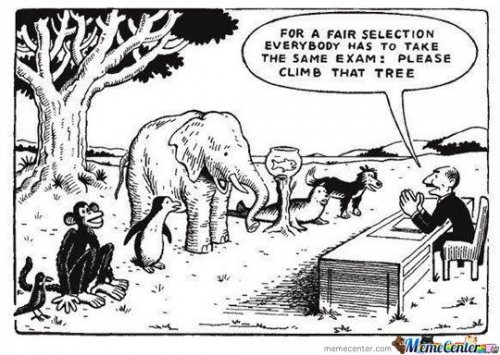 FOR A FAIR SELECTION
EVERYBODY HAS TO TAKE
THE SAME EXAM: PLEASE
CLIMB THAT TREE
memecenter.com MemeCenter